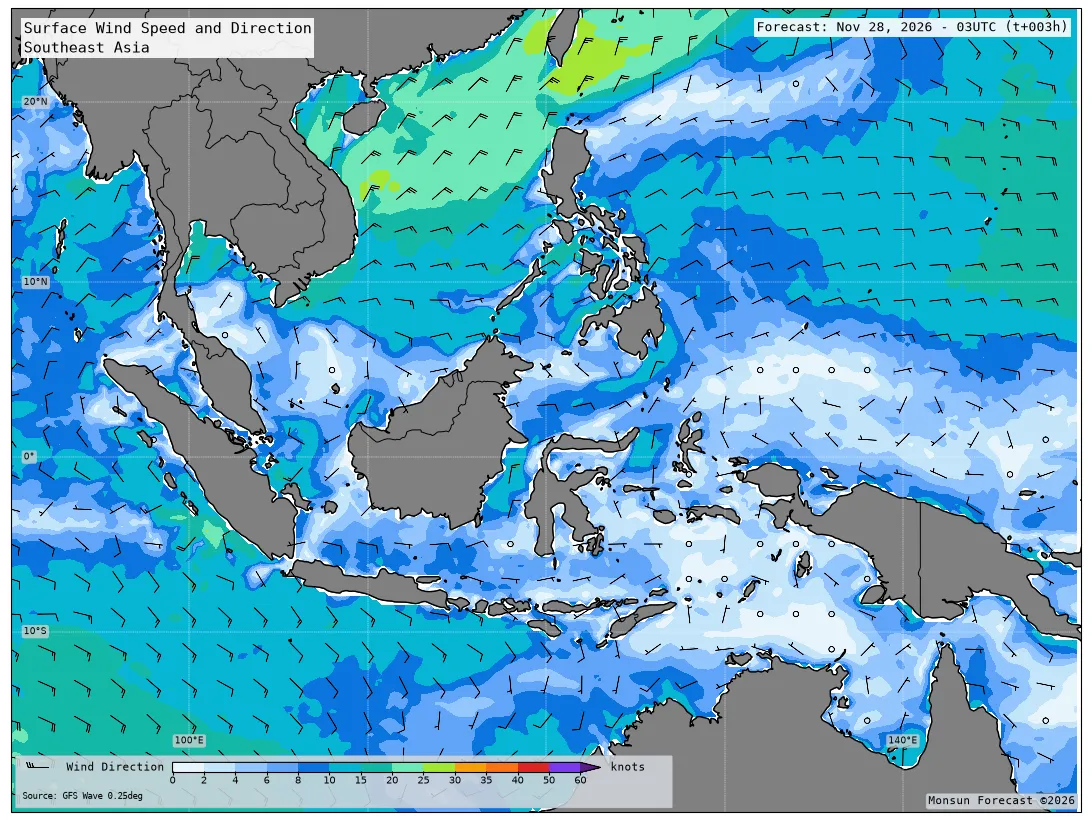 Surface Wind Speed and Direction
Southeast Asia
Forecast: Nov 28, 2026 - 03UTC (t+003h)
20°N
10°N
0°
10°S
100°E
140°E
Wind Direction
0 2 4 6 8 10 15 20 25 30 35 40 50 60
knots
Source: GFS Wave 0.25deg
Monsun Forecast ©2026